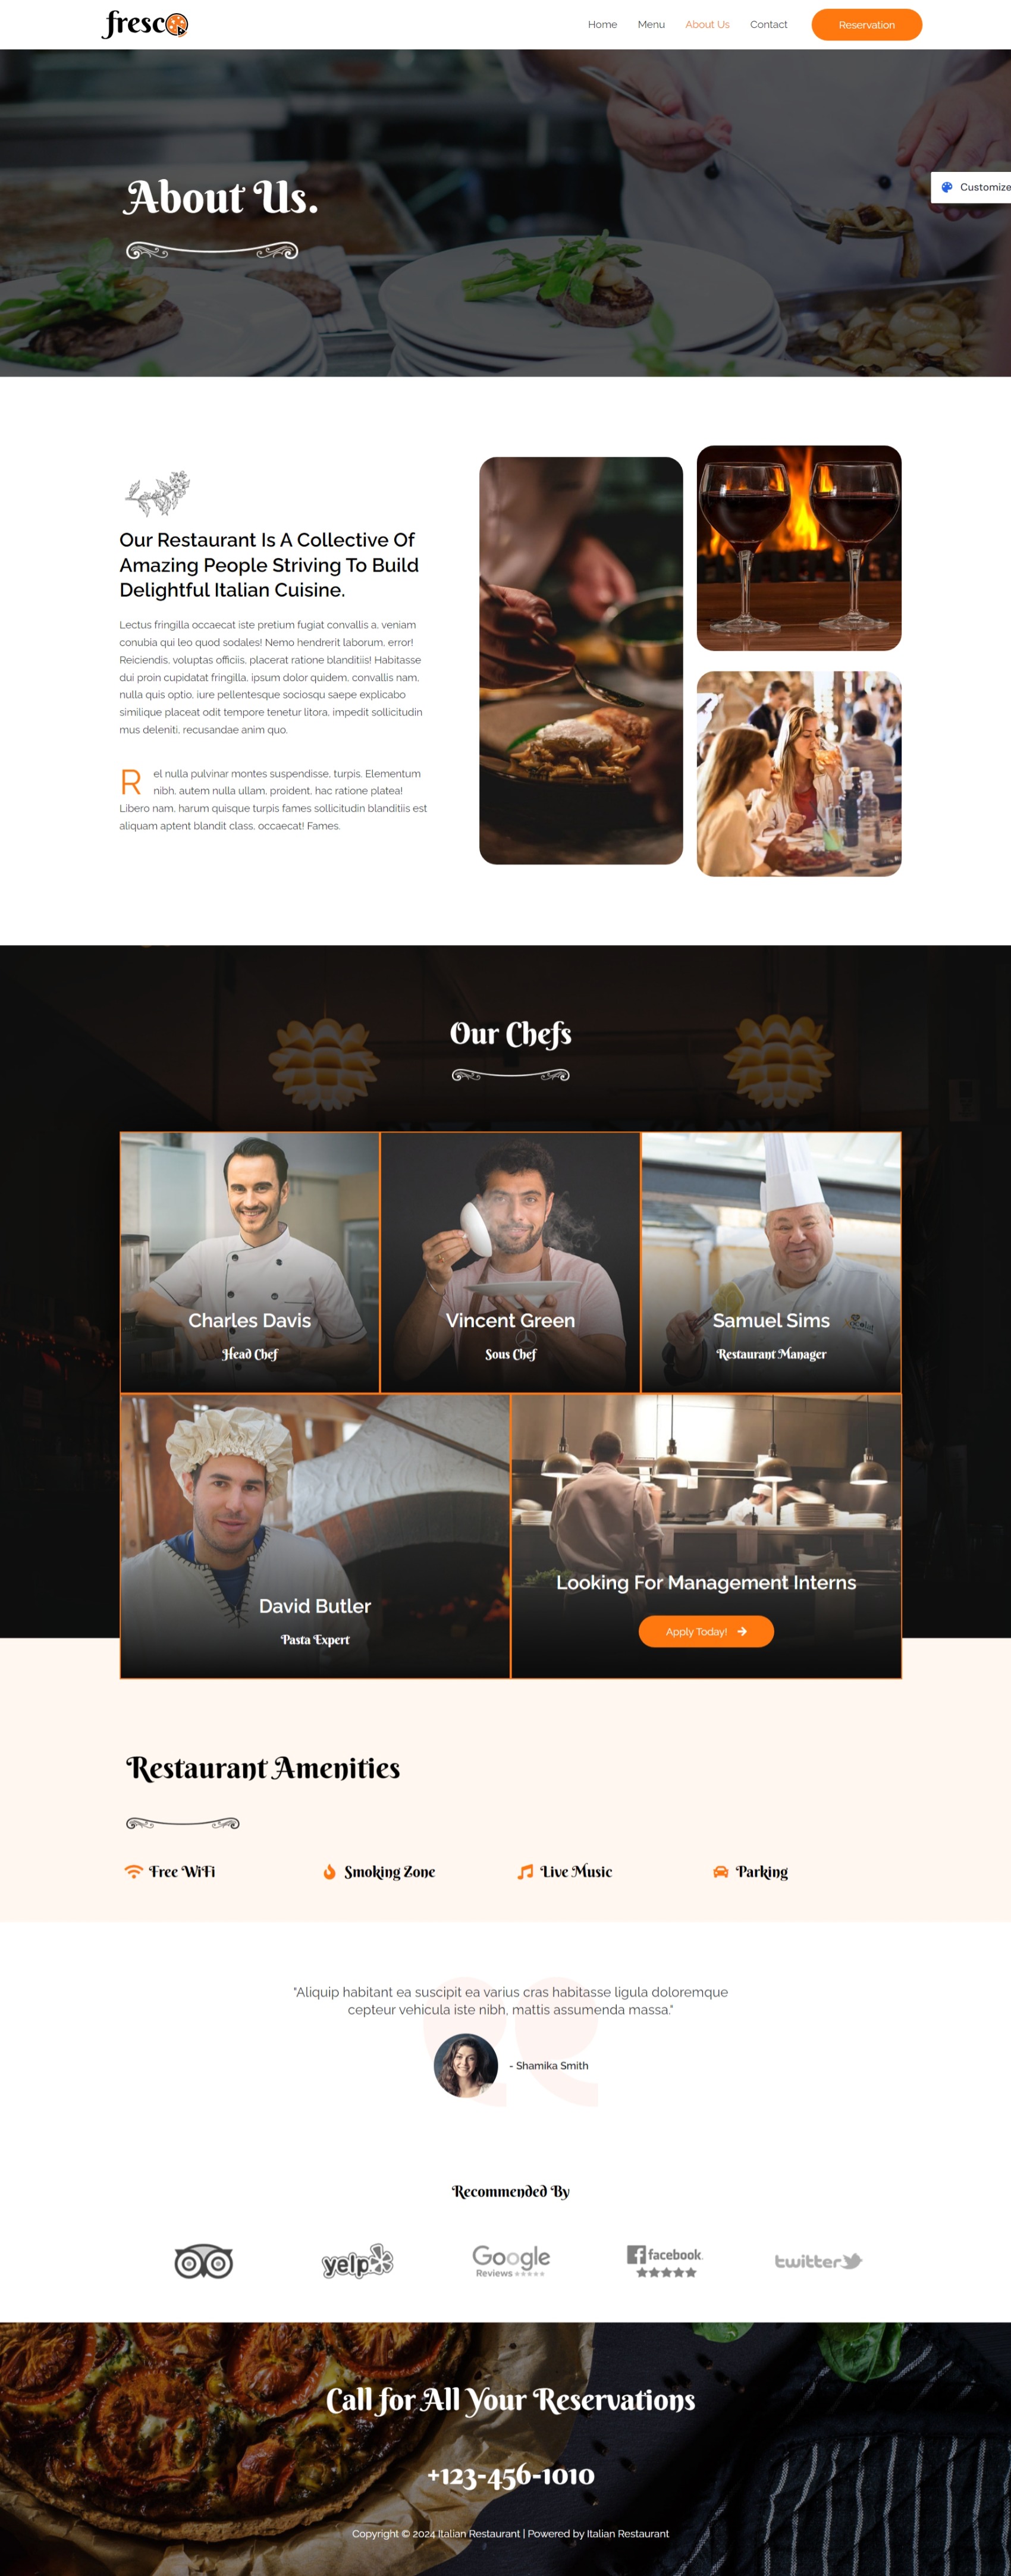 fresco
Home
Menu
About Us
Contact
Reservation
About Us.
Customize
Our Restaurant Is A Collective Of
Amazing People Striving To Build
Delightful Italian Cuisine.
Lectus fringilla occaecat iste pretium fugiat convallis a, veniam
conubia qui leo quod sodales! Nemo hendrerit laborum, error!
Reiciendis, voluptas officiis, placerat ratione blanditiis! Habitasse
dui proin cupidatat fringilla, ipsum dolor quidem, convallis nam,
nulla quis optio, iure pellentesque sociosqu saepe explicabo
similique placeat odit tempore tenetur litora, impedit sollicitudin
mus deleniti, recusandae anim quo.
Rel nulla pulvinar montes suspendisse, turpis. Elementum
nibh, autem nulla ullam, proident, hac ratione platea!
Libero nam, harum quisque turpis fames sollicitudin blanditiis est
aliquam aptent blandit class, occaecat! Fames.
Our Chefs
Charles Davis
Head Chef
Vincent Green
Sous Chef
Samuel Sims
Restaurant Manager
David Butler
Pasta Expert
Looking For Management Interns
Apply Today!
Restaurant Amenities
Free WiFi
Smoking Zone
Live Music
Parking
"Aliquip habitant ea suscipit ea varius cras habitasse ligula doloremque
cepteur vehicula iste nibh, mattis assumenda massa."
- Shamika Smith
Recommended By
yelp
Google
Reviews
facebook.
twitter
Call for All Your Reservations
+123-456-1010
Copyright © 2024 Italian Restaurant | Powered by Italian Restaurant